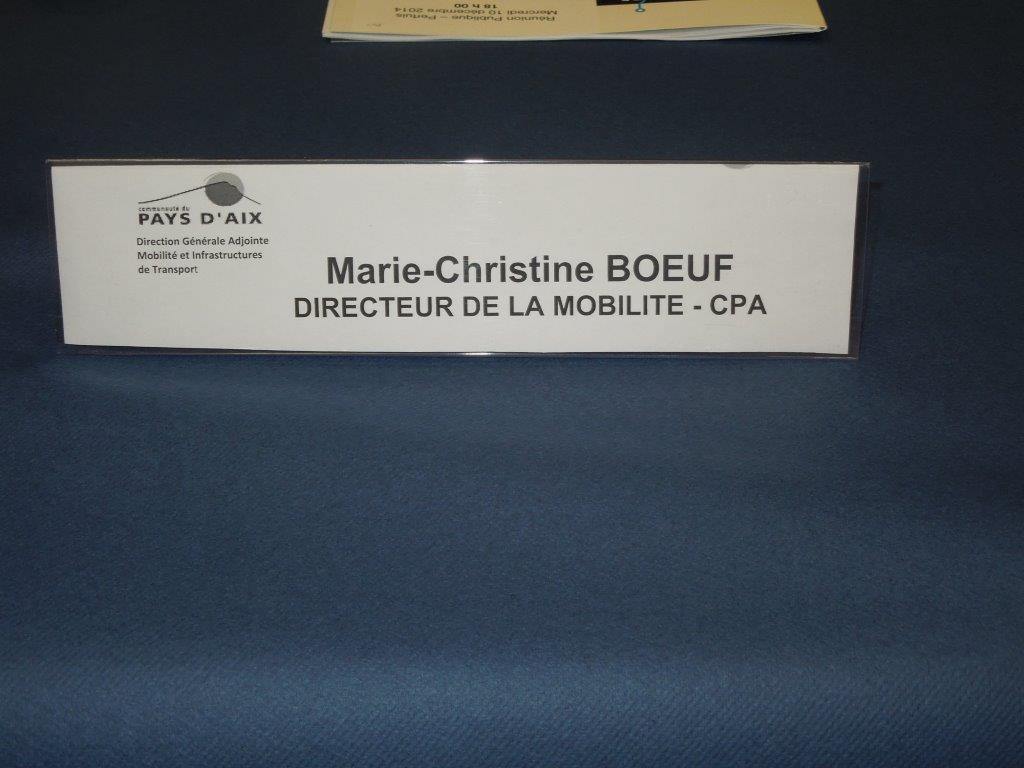 Réunion Publique – Pertuis
Mercredi 10 décembre 2014
18 h 00
communauté du
PAYS D'AIX
Direction Générale Adjointe
Mobilité et Infrastructures
de Transport
Marie-Christine BOEUF
DIRECTEUR DE LA MOBILITE - CPA